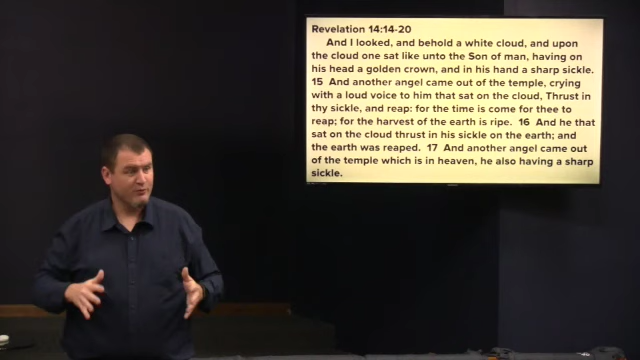 Revelation 14:14-20
And I looked, and behold a white cloud, and upon
the cloud one sat like unto the Son of man, having on
his head a golden crown, and in his hand a sharp sickle.
15 And another angel came out of the temple, crying
with a loud voice to him that sat on the cloud, Thrust in
thy sickle, and reap: for the time is come for thee to
reap; for the harvest of the earth is ripe. 16 And he that
sat on the cloud thrust in his sickle on the earth; and
the earth was reaped. 17 And another angel came out
of the temple which is in heaven, he also having a sharp
sickle.